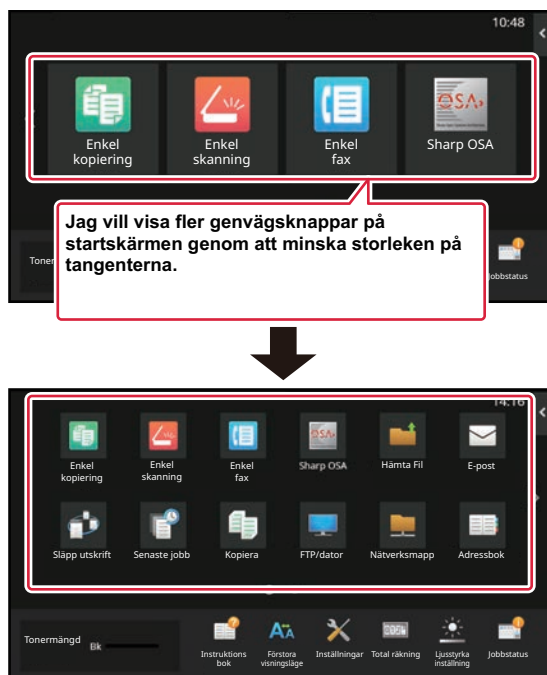 10:48
Enkel
kopiering
Enkel
skanning
Enkel
fax
OSA
Sharp OSA
Jag vill visa fler genvägsknappar på
startskärmen genom att minska storleken på
tangenterna.
Toner
Jobbstatus
14:16
Enkel
kopiering
Enkel
skanning
Enkel
fax
Sharp OSA
Hämta Fil
E-post
Släpp utskrift
Senaste jobb
Kopiera
FTP/dator
Nätverksmapp
Adressbok
Tonermängd
Bk
Instruktions
bok
Förstora
visningsläge
Inställningar
Total räkning
Ljusstyrka
inställning
Jobbstatus